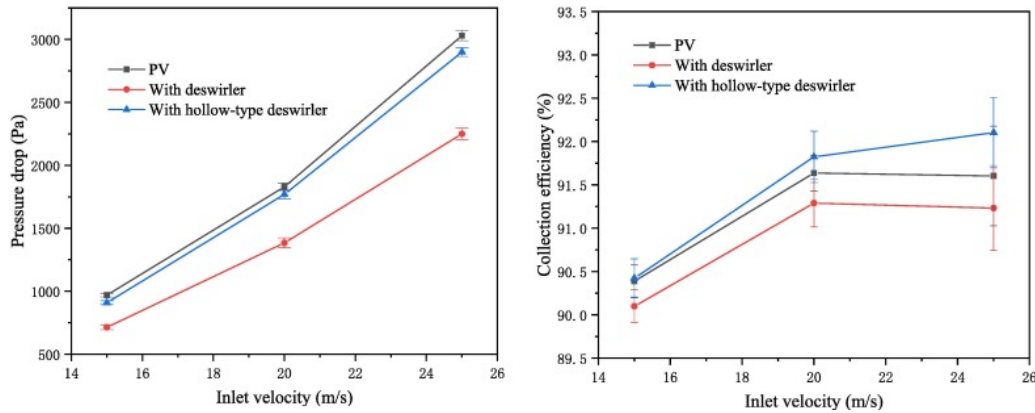 3000
2500
2000
1500
1000
500
Pressure drop (Pa)
PV
With deswirler
With hollow-type deswirler
14 16 18 20 22 24 26
Inlet velocity (m/s)
93.5
93.0
92.5
92.0
91.5
91.0
90.5
90.0
89.5
Collection efficiency (%)
PV
With deswirler
With hollow-type deswirler
14 16 18 20 22 24 26
Inlet velocity (m/s)